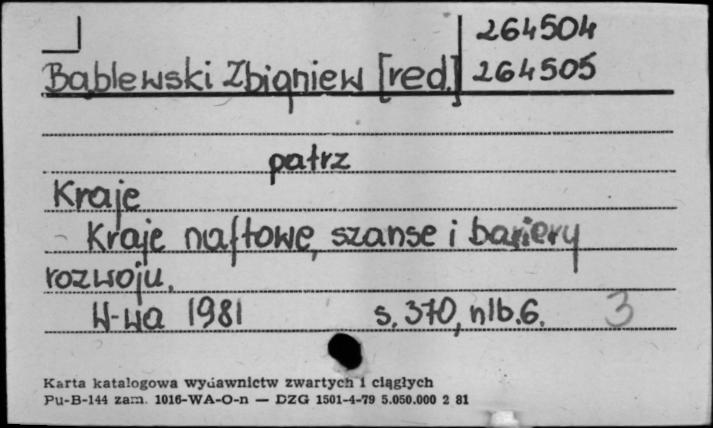 264504
Bąblewski Zbigniew [red.] 264505
patrz
Kraje
Kraje naftowe, szanse i bariery
rozwoju.
W-wa 1981 s. 370, nlb.6. 3
Karta katalogowa wydawnictw zwartych i ciągłych
Pu-B-144 zam. 1016-WA-O-n — DZG 1501-4-79 5.050.000 2 81